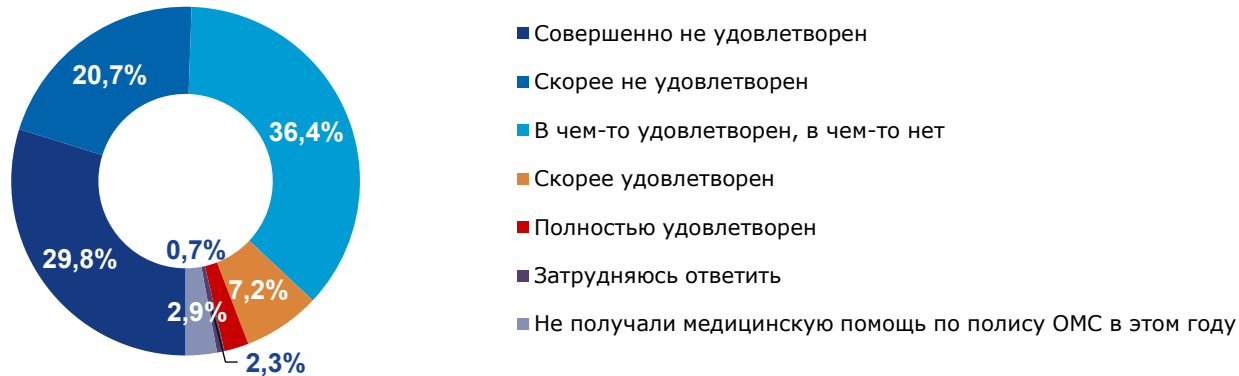 20,7%
36,4%
29,8%
0,7%
7,2%
2,9%
2,3%
Совершенно не удовлетворен
Скорее не удовлетворен
В чем-то удовлетворен, в чем-то нет
Скорее удовлетворен
Полностью удовлетворен
Затрудняюсь ответить
Не получали медицинскую помощь по полису ОМС в этом году